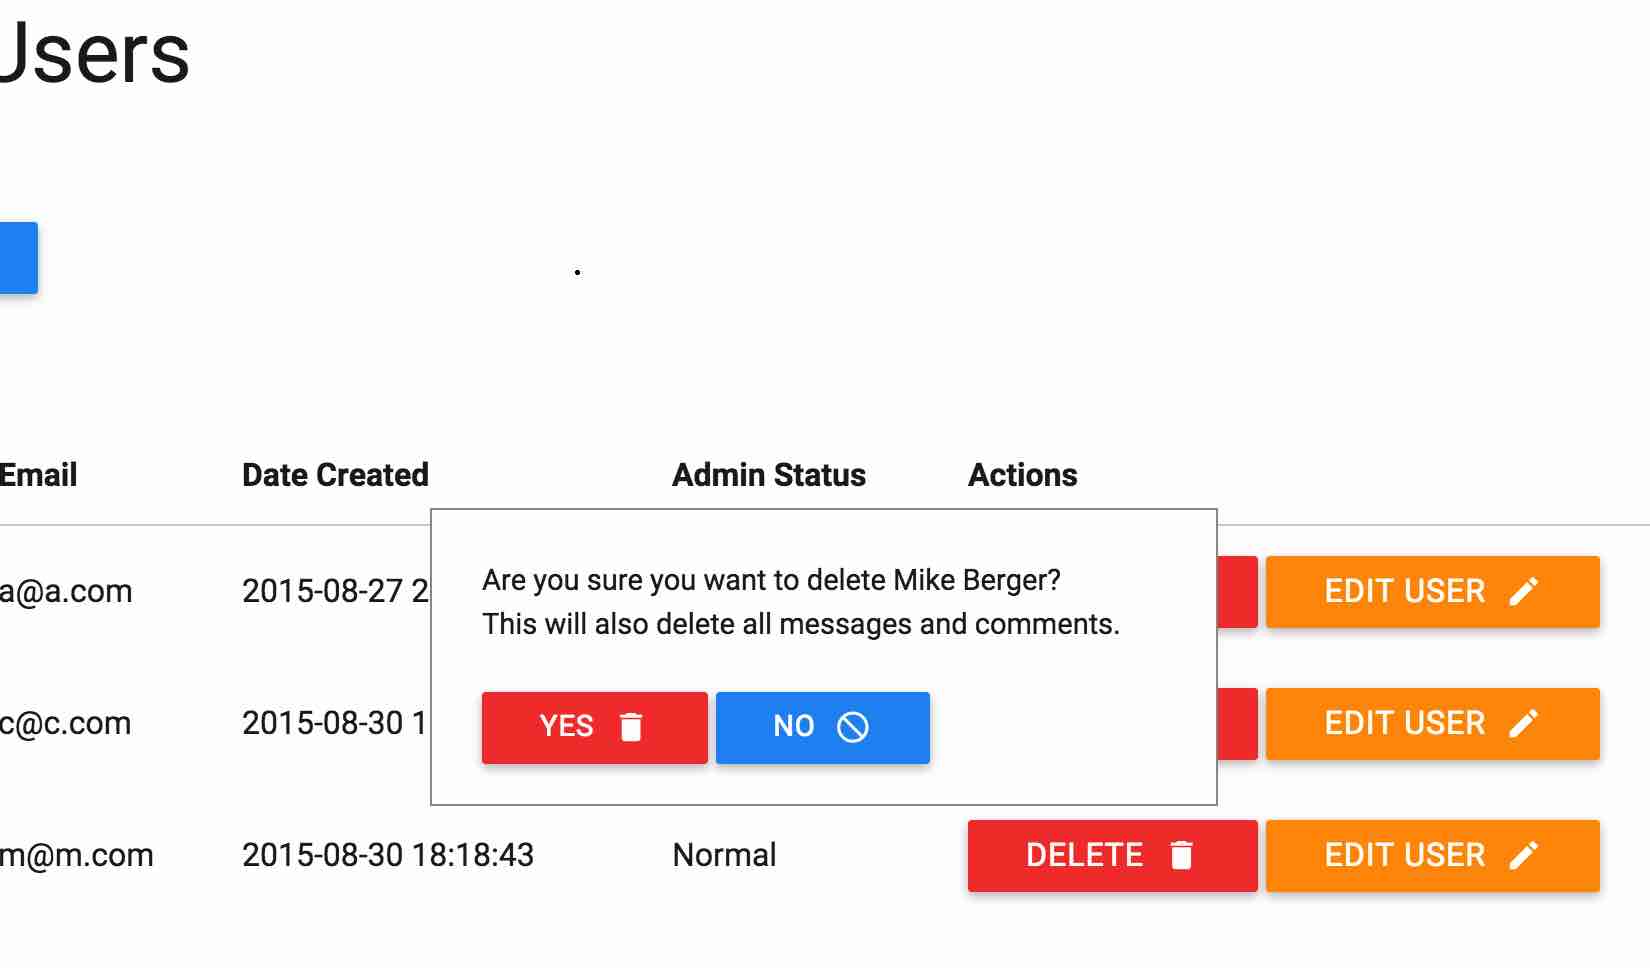 Users
Email Date Created Admin Status Actions
Are you sure you want to delete Mike Berger?
This will also delete all messages and comments.
YES NO
a@a.com 2015-08-27 2 EDIT USER
c@c.com 2015-08-30 1 EDIT USER
m@m.com 2015-08-30 18:18:43 Normal DELETE EDIT USER